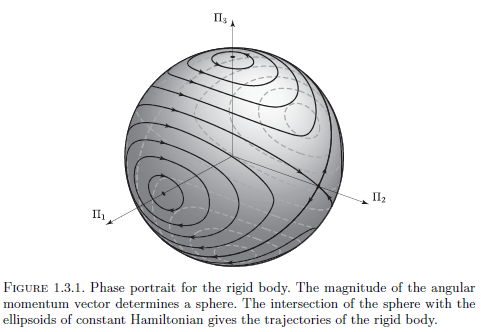 Π₃
Π₂
Π₁
FIGURE 1.3.1. Phase portrait for the rigid body. The magnitude of the angular
momentum vector determines a sphere. The intersection of the sphere with the
ellipsoids of constant Hamiltonian gives the trajectories of the rigid body.